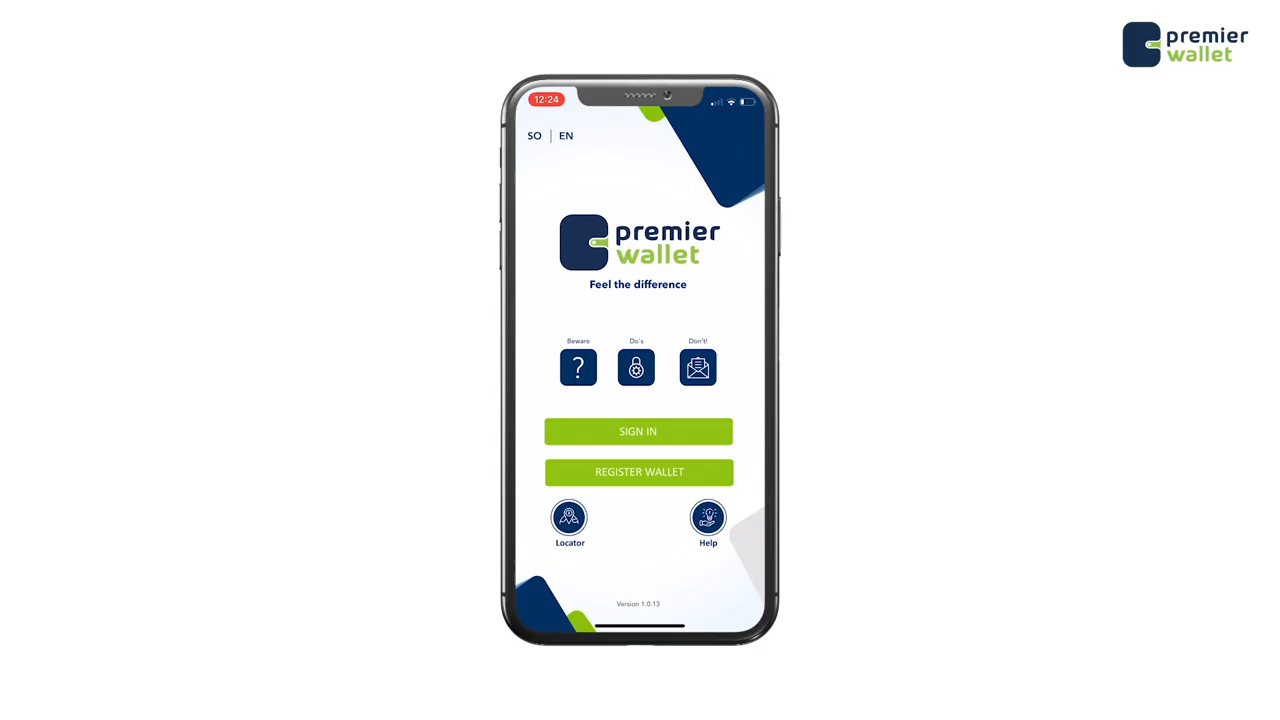 premier
wallet
12:24
SO | EN
premier
wallet
Feel the difference
Beware
Do's
Don't!
SIGN IN
REGISTER WALLET
Locator
Help
Version 1.0.13